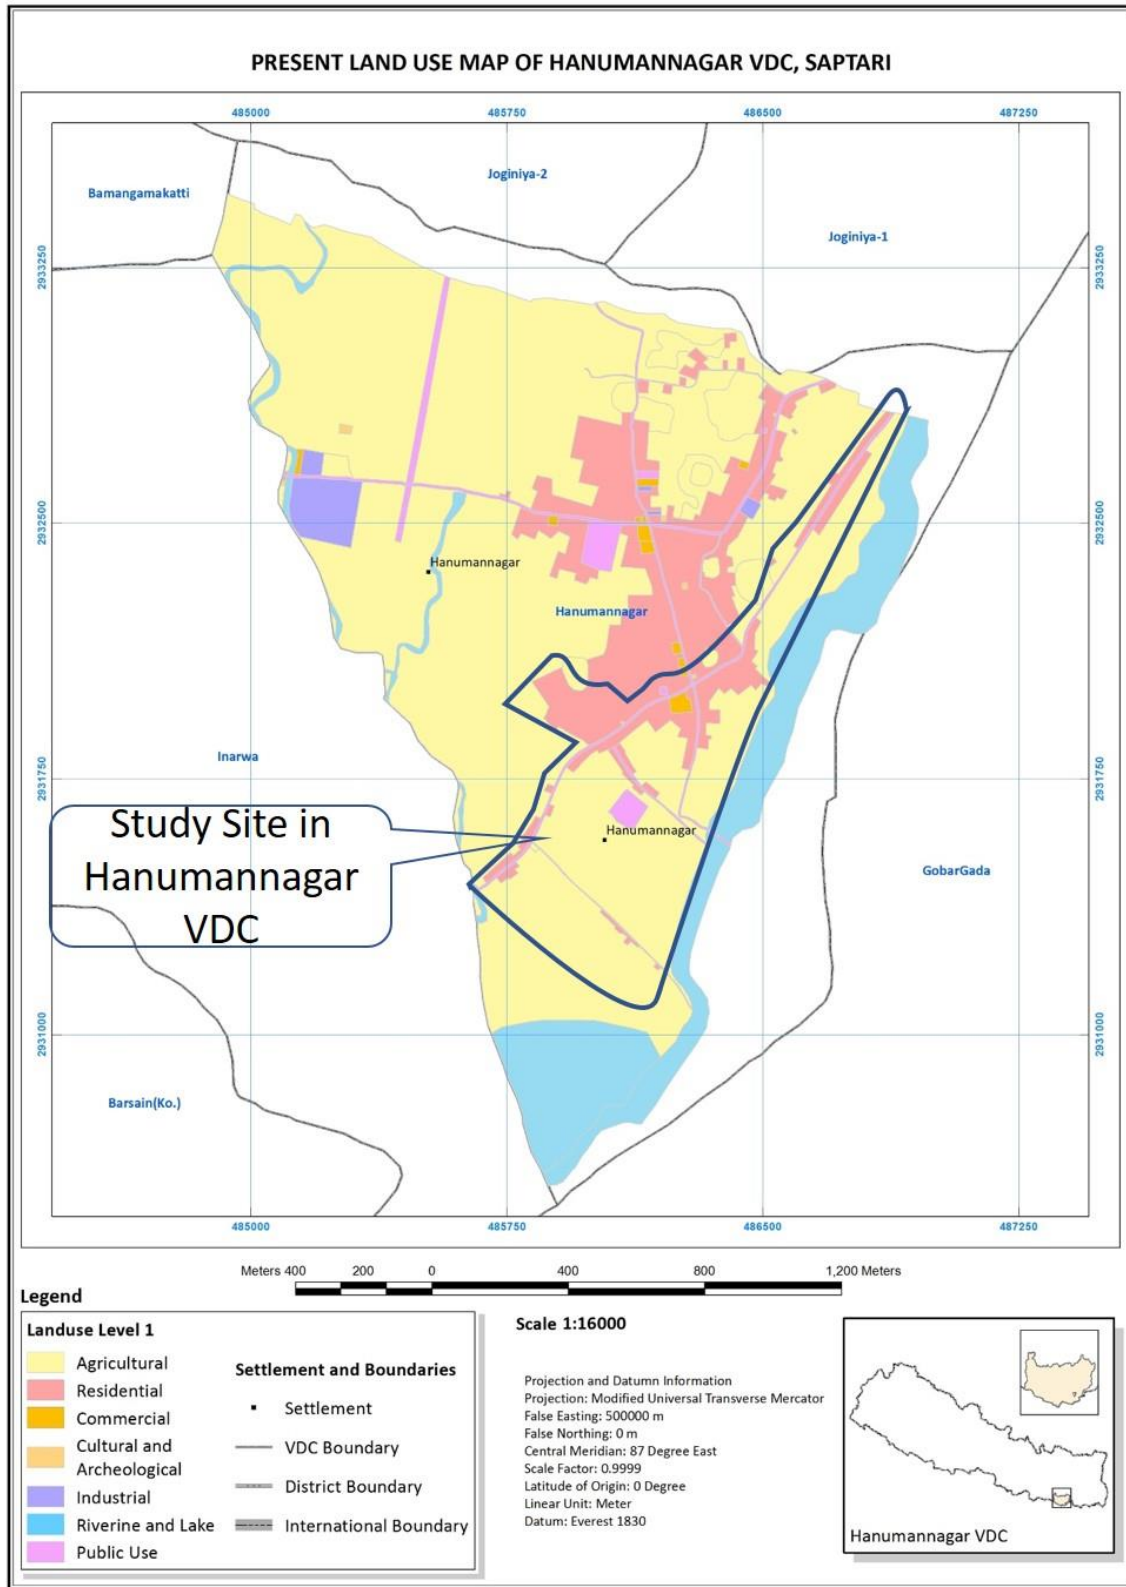 PRESENT LAND USE MAP OF HANUMANNAGAR VDC, SAPTARI
485000
485750
486500
487250
Bamangamakatti
Joginiya-2
Joginiya-1
2933250
2933250
2932500
2932500
Hanumannagar
Hanumannagar
Inarwa
2931750
2931750
Study Site in
Hanumannagar
VDC
Hanumannagar
GobarGada
2931000
2931000
Barsain(Ko.)
485000
485750
486500
487250
Meters 400 200 0 400 800 1,200 Meters
Legend
Landuse Level 1
Agricultural
Residential
Commercial
Cultural and
Archeological
Industrial
Riverine and Lake
Public Use
Settlement and Boundaries
Settlement
VDC Boundary
District Boundary
International Boundary
Scale 1:16000
Projection and Datumn Information
Projection: Modified Universal Transverse Mercator
False Easting: 500000 m
False Northing: 0 m
Central Meridian: 87 Degree East
Scale Factor: 0.9999
Latitude of Origin: 0 Degree
Linear Unit: Meter
Datum: Everest 1830
Hanumannagar VDC